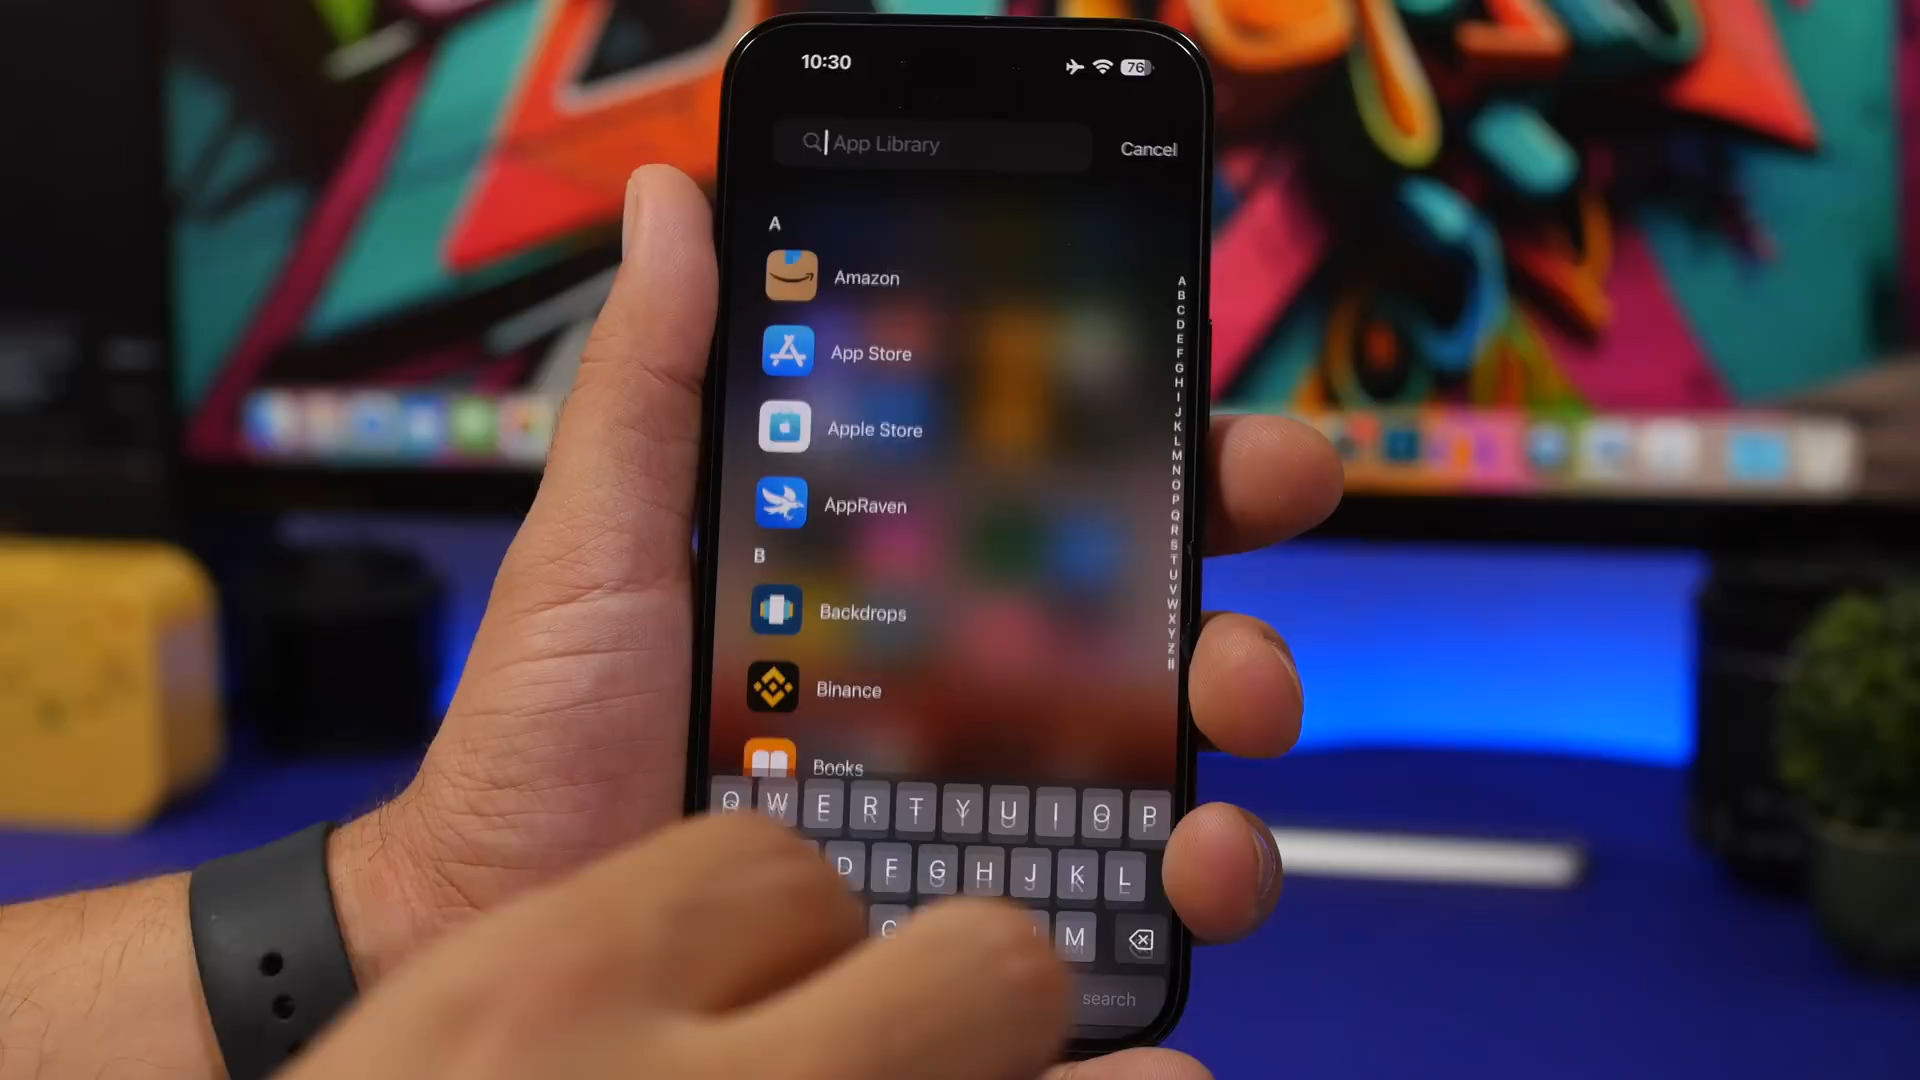 10:30
76
App Library
Cancel
A
Amazon
App Store
Apple Store
AppRaven
B
Backdrops
Binance
Books
A
B
C
D
E
F
G
H
I
J
K
L
M
N
O
P
Q
R
S
T
U
V
W
X
Y
Z
#
Q W E R T Y U I O P
D F G H J K L
C M
search